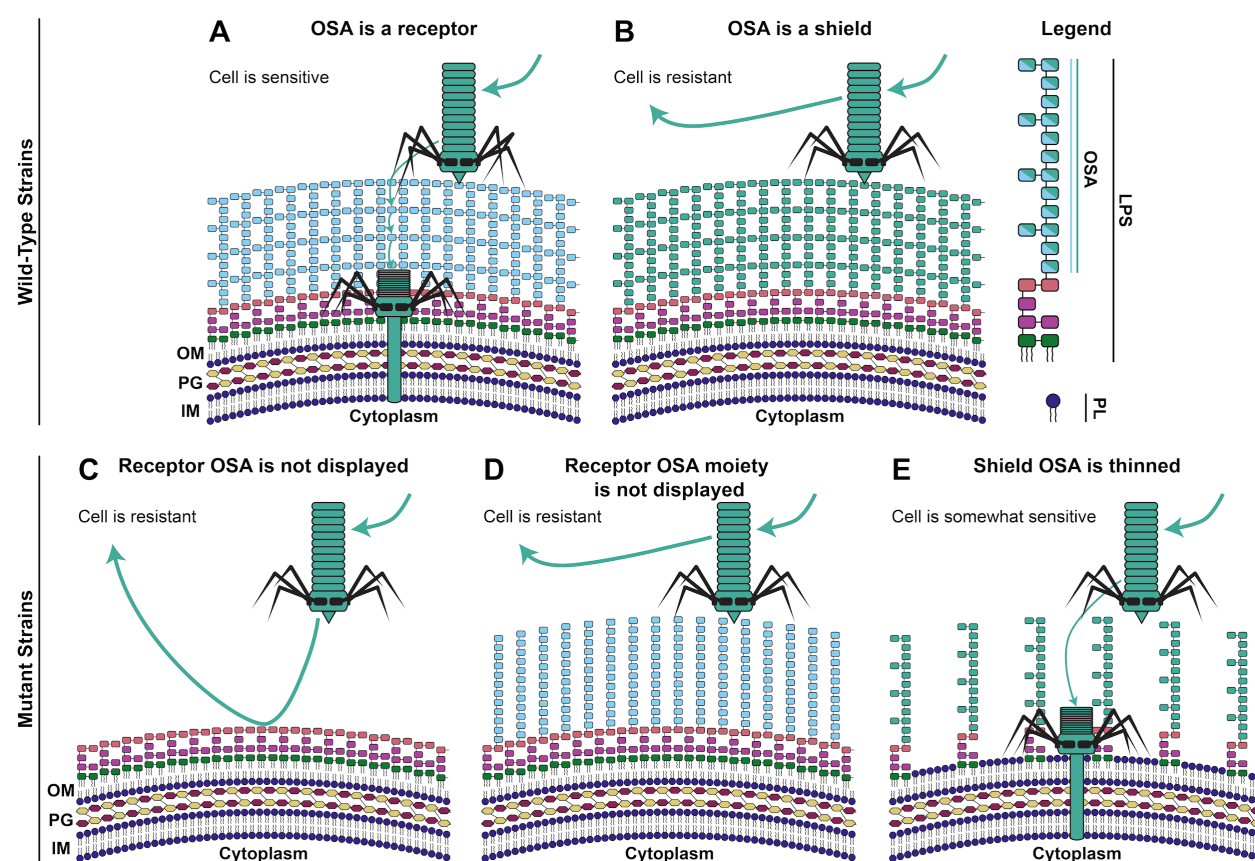 Wild-Type Strains
A
OSA is a receptor
Cell is sensitive
OM
PG
IM
Cytoplasm
B
OSA is a shield
Cell is resistant
Cytoplasm
Legend
OSA
LPS
PL
Mutant Strains
C
Receptor OSA is not displayed
Cell is resistant
OM
PG
IM
Cytoplasm
D
Receptor OSA moiety
is not displayed
Cell is resistant
Cytoplasm
E
Shield OSA is thinned
Cell is somewhat sensitive
Cytoplasm